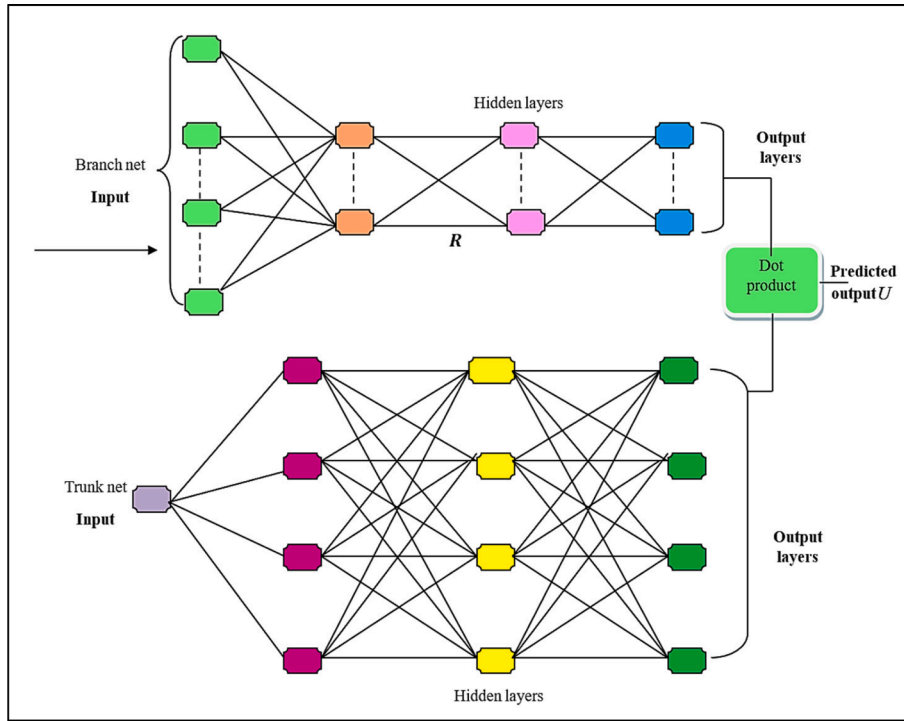 Hidden layers
Branch net
Input
Output
layers
R
Dot
product
Predicted
output U
Trunk net
Input
Output
layers
Hidden layers